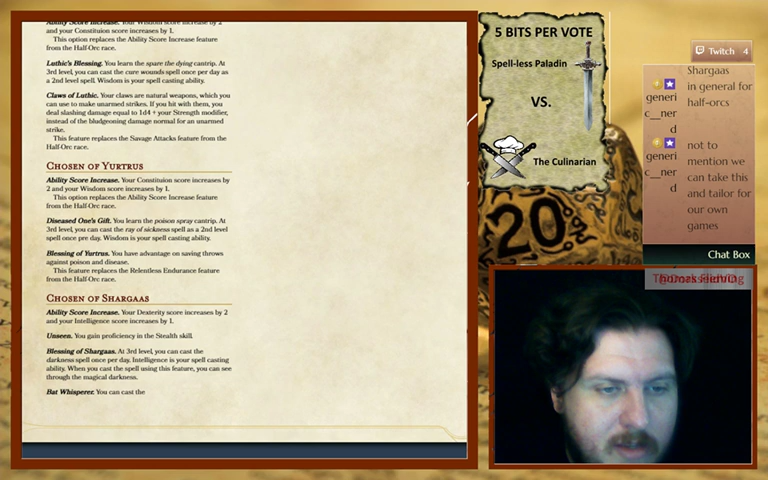 Ability Score Increase. Your Wisdom score increases by 2
and your Constituion score increases by 1.
This option replaces the Ability Score Increase feature
from the Half-Orc race.
Luthic's Blessing. You learn the spare the dying cantrip. At
3rd level, you can cast the cure wounds spell once per day as
a 2nd level spell. Wisdom is your spell casting ability.
Claws of Luthic. Your claws are natural weapons, which you
can use to make unarmed strikes. If you hit with them, you
deal slashing damage equal to 1d4 + your Strength modifier,
instead of the bludgeoning damage normal for an unarmed
strike.
This feature replaces the Savage Attacks feature from the
Half-Orc race.
Chosen of Yurtrus
Ability Score Increase. Your Constituion score increases by
2 and your Wisdom score increases by 1.
This option replaces the Ability Score Increase feature
from the Half-Orc race.
Diseased One's Gift. You learn the poison spray cantrip. At
3rd level, you can cast the ray of sickness spell as a 2nd level
spell once per day. Wisdom is your spell casting ability.
Blessing of Yurtrus. You have advantage on saving throws
against poison and disease.
This feature replaces the Relentless Endurance feature
from the Half-Orc race.
Chosen of Shargaas
Ability Score Increase. Your Dexterity score increases by 2
and your Intelligence score increases by 1.
Unseen. You gain proficiency in the Stealth skill.
Blessing of Shargaas. At 3rd level, you can cast the
darkness spell once per day. Intelligence is your spell casting
ability. When you cast the spell using this feature, you can see
through the magical darkness.
Bat Whisperer. You can cast the
5 BITS PER VOTE
Spell-less Paladin
VS.
The Culinarian
20%
Twitch 4
Shargaas
in general for
half-orcs
generi
c__ner
d
not to
mention we
can take this
and tailor for
our own
games
generi
c__ner
d
Chat Box